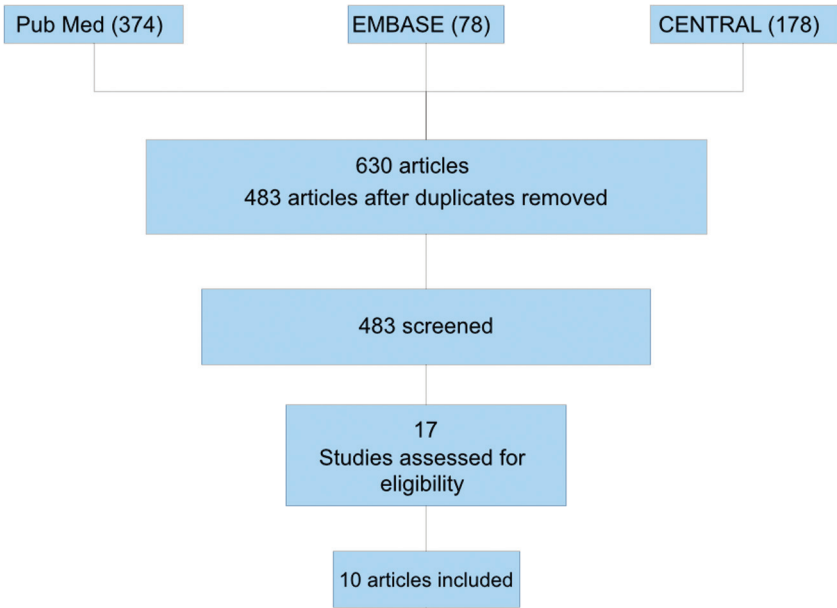 Pub Med (374)
EMBASE (78)
CENTRAL (178)
630 articles
483 articles after duplicates removed
483 screened
17
Studies assessed for
eligibility
10 articles included